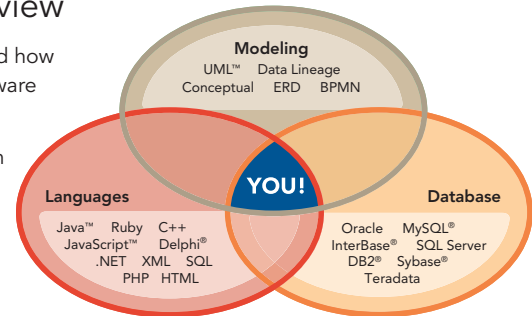 view
d how
ware
n
Modeling
UML™ Data Lineage
Conceptual ERD BPMN
YOU!
Languages
Java™ Ruby C++
JavaScript™ Delphi®
.NET XML SQL
PHP HTML
Database
Oracle MySQL®
InterBase® SQL Server
DB2® Sybase®
Teradata